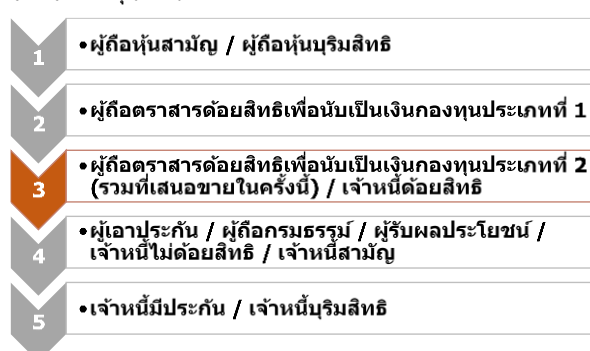 1
•ผู้ถือหุ้นสามัญ / ผู้ถือหุ้นบุริมสิทธิ
2
•ผู้ถือตราสารด้อยสิทธิเพื่อนับเป็นเงินกองทุนประเภทที่ 1
3
•ผู้ถือตราสารด้อยสิทธิเพื่อนับเป็นเงินกองทุนประเภทที่ 2
(รวมที่เสนอขายในครั้งนี้) / เจ้าหนี้ด้อยสิทธิ
4
•ผู้เอาประกัน / ผู้ถือกรมธรรม์ / ผู้รับผลประโยชน์ /
เจ้าหนี้ไม่ด้อยสิทธิ / เจ้าหนี้สามัญ
5
•เจ้าหนี้มีประกัน / เจ้าหนี้บุริมสิทธิ